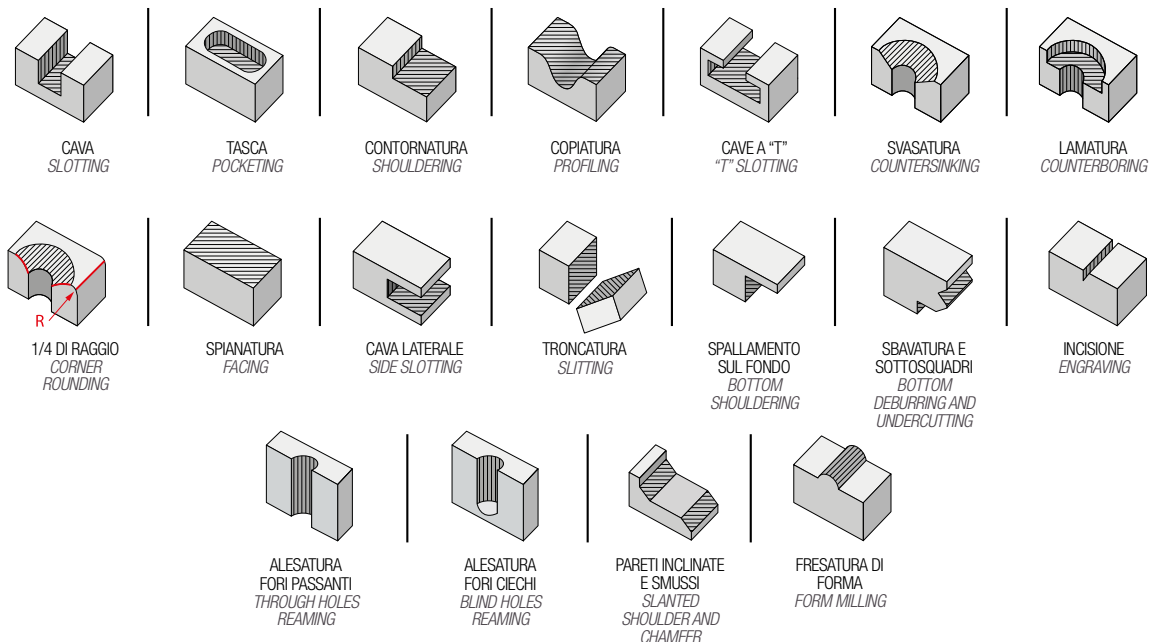 CAVA
SLOTTING
TASCA
POCKETING
CONTORNATURA
SHOULDERING
COPIATURA
PROFILING
CAVE A “T”
“T” SLOTTING
SVASATURA
COUNTERSINKING
LAMATURA
COUNTERBORING
R
1/4 DI RAGGIO
CORNER
ROUNDING
SPIANATURA
FACING
CAVA LATERALE
SIDE SLOTTING
TRONCATURA
SLITTING
SPALLAMENTO
SUL FONDO
BOTTOM
SHOULDERING
SBAVATURA E
SOTTOSQUADRI
BOTTOM
DEBURRING AND
UNDERCUTTING
INCISIONE
ENGRAVING
ALESATURA
FORI PASSANTI
THROUGH HOLES
REAMING
ALESATURA
FORI CIECHI
BLIND HOLES
REAMING
PARETI INCLINATE
E SMUSSI
SLANTED
SHOULDER AND
CHAMFER
FRESATURA DI
FORMA
FORM MILLING